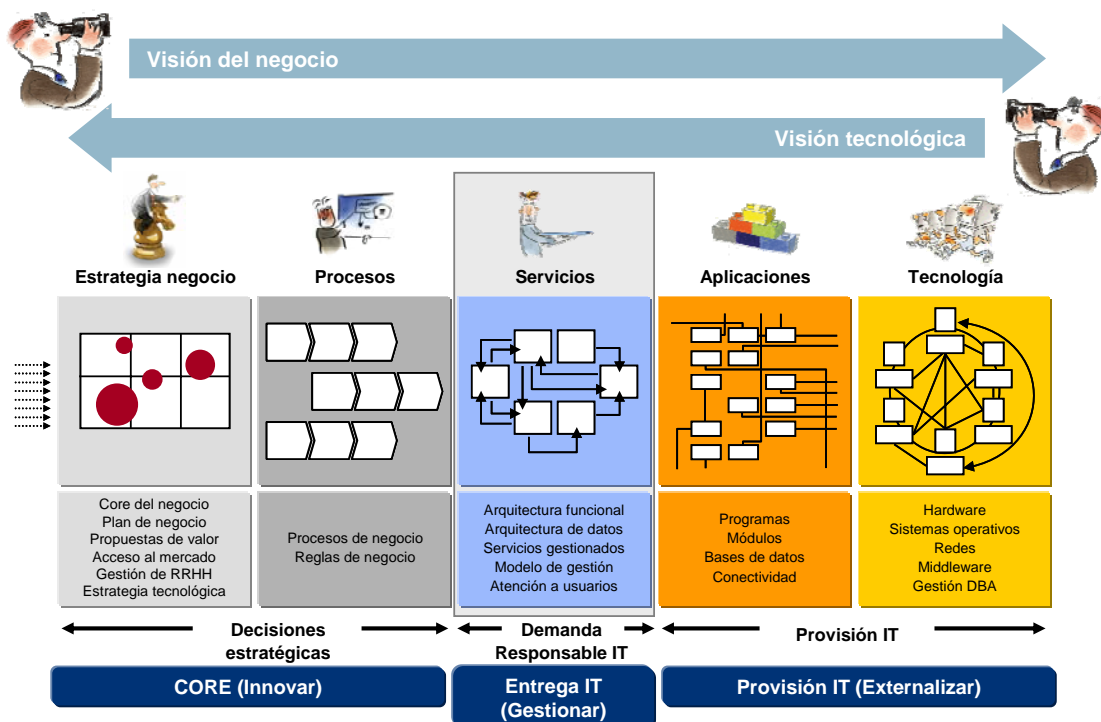 Visión del negocio
Visión tecnológica
Estrategia negocio
Procesos
Servicios
Aplicaciones
Tecnología
Core del negocio
Plan de negocio
Propuestas de valor
Acceso al mercado
Gestión de RRHH
Estrategia tecnológica
Procesos de negocio
Reglas de negocio
Arquitectura funcional
Arquitectura de datos
Servicios gestionados
Modelo de gestión
Atención a usuarios
Programas
Módulos
Bases de datos
Conectividad
Hardware
Sistemas operativos
Redes
Middleware
Gestión DBA
Decisiones
estratégicas
Demanda
Responsable IT
Provisión IT
CORE (Innovar)
Entrega IT
(Gestionar)
Provisión IT (Externalizar)